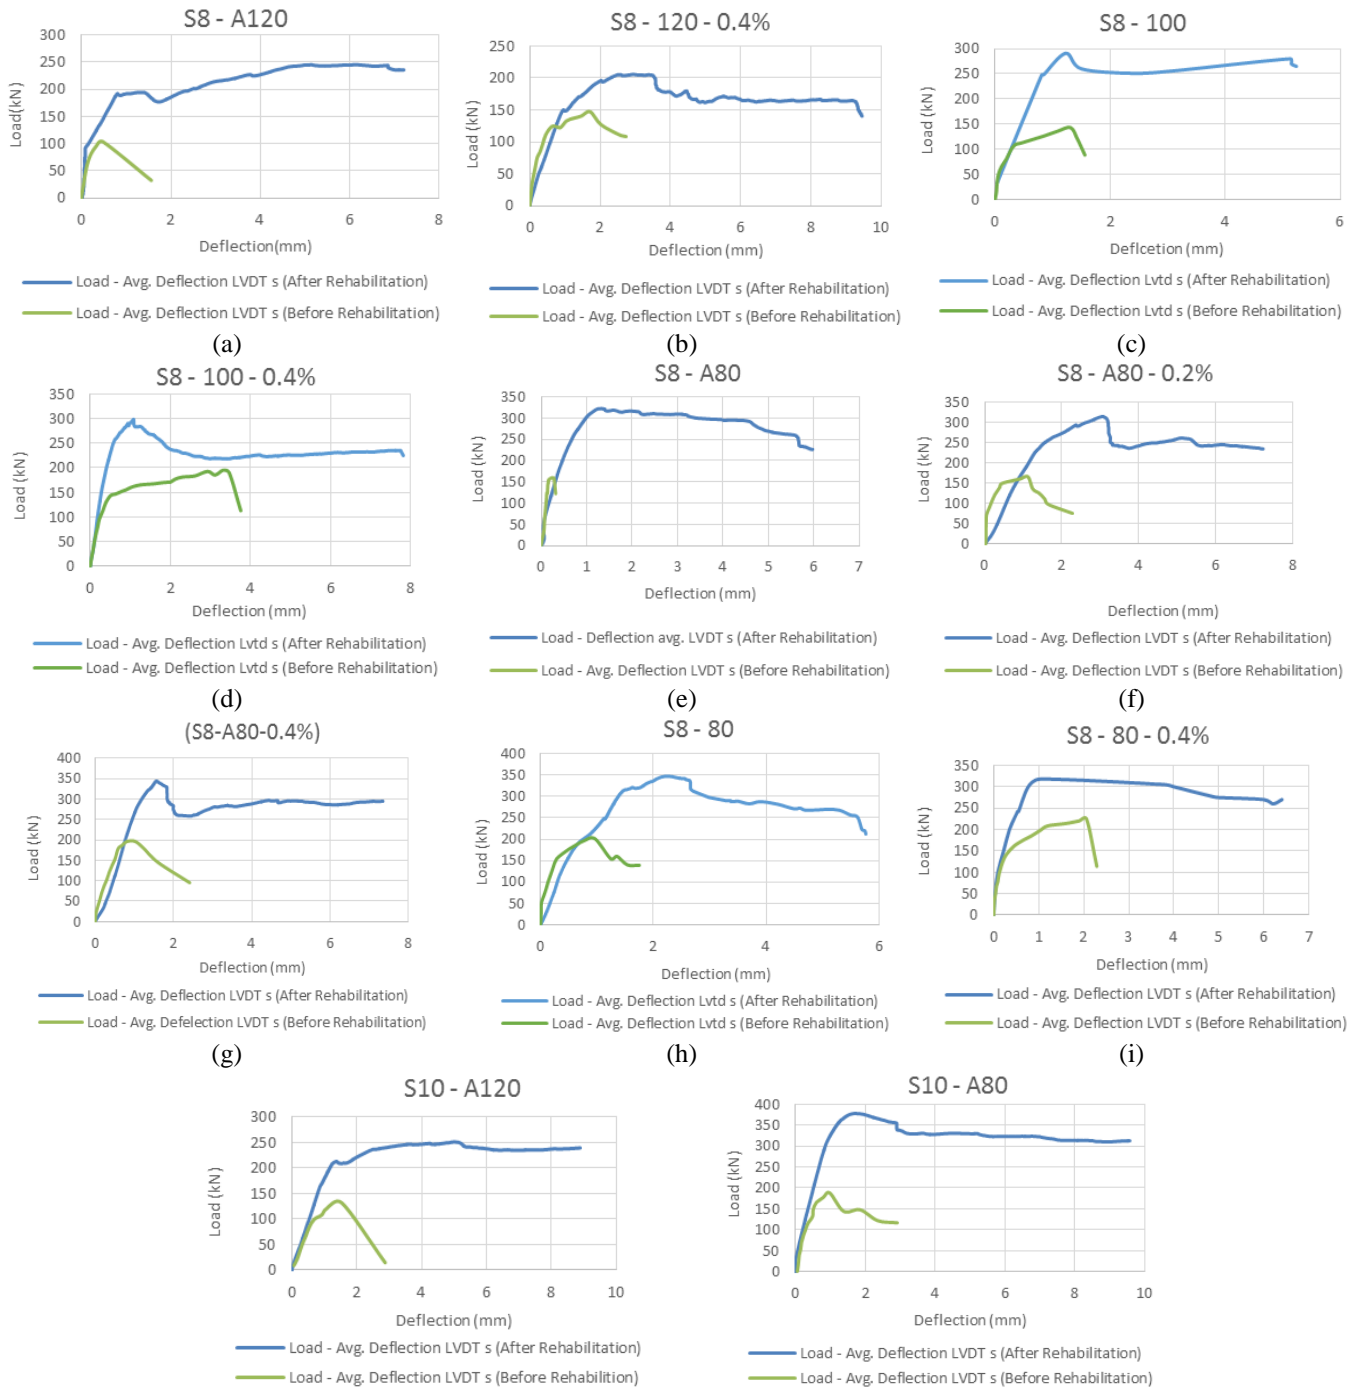 S8 - A120
300
250
200
150
100
50
0
Load(kN)
0 2 4 6 8
Deflection(mm)
Load - Avg. Deflection LVDT s (After Rehabilitation)
Load - Avg. Deflection LVDT s (Before Rehabilitation)
(a)
S8 - 120 - 0.4%
250
200
150
100
50
0
Load (kN)
0 2 4 6 8 10
Deflection (mm)
Load - Avg. Deflection LVDT s (After Rehabilitation)
Load - Avg. Deflection LVDT s (Before Rehabilitation)
(b)
S8 - 100
300
250
200
150
100
50
0
Load (kN)
0 2 4 6
Deflcetion (mm)
Load - Avg. Deflection Lvtd s (After Rehabilitation)
Load - Avg. Deflection Lvtd s (Before Rehabilitation)
(c)
S8 - 100 - 0.4%
350
300
250
200
150
100
50
0
Load (kN)
0 2 4 6 8
Deflection (mm)
Load - Avg. Deflection Lvtd s (After Rehabilitation)
Load - Avg. Deflection Lvtd s (Before Rehabilitation)
(d)
S8 - A80
350
300
250
200
150
100
50
0
Load (kN)
0 1 2 3 4 5 6 7
Deflection (mm)
Load - Deflection avg. LVDT s (After Rehabilitation)
Load - Avg. Deflection LVDT s (Before Rehabilitation)
(e)
S8 - A80 - 0.2%
350
300
250
200
150
100
50
0
Load (kN)
0 2 4 6 8
Deflection (mm)
Load - Avg. Deflection LVDT s (After Rehabilitation)
Load - Avg. Deflection LVDT s (Before Rehabilitation)
(f)
(S8-A80-0.4%)
400
350
300
250
200
150
100
50
0
Load (kN)
0 2 4 6 8
Deflection (mm)
Load - Avg. Deflection LVDT s (After Rehabilitation)
Load - Avg. Defelection LVDT s (Before Rehabilitation)
(g)
S8 - 80
400
350
300
250
200
150
100
50
0
Load (kN)
0 2 4 6
Deflection (mm)
Load - Avg. Deflection Lvtd s (After Rehabilitation)
Load - Avg. Deflection Lvtd s (Before Rehabilitation)
(h)
S8 - 80 - 0.4%
350
300
250
200
150
100
50
0
Load (kN)
0 1 2 3 4 5 6 7
Deflection (mm)
Load - Avg. Deflection LVDT s (After Rehabilitation)
Load - Avg. Deflection LVDT s (Before Rehabilitation)
(i)
S10 - A120
300
250
200
150
100
50
0
Load (kN)
0 2 4 6 8 10
Deflection (mm)
Load - Avg. Deflection LVDT s (After Rehabilitation)
Load - Avg. Deflection LVDT s (Before Rehabilition)
S10 - A80
400
350
300
250
200
150
100
50
0
Load (kN)
0 2 4 6 8 10
Deflection (mm)
Load - Avg. Deflection LVDT s (After Rehabilitation)
Load - Avg. Deflection LVDT s (Before Rehabilitation)